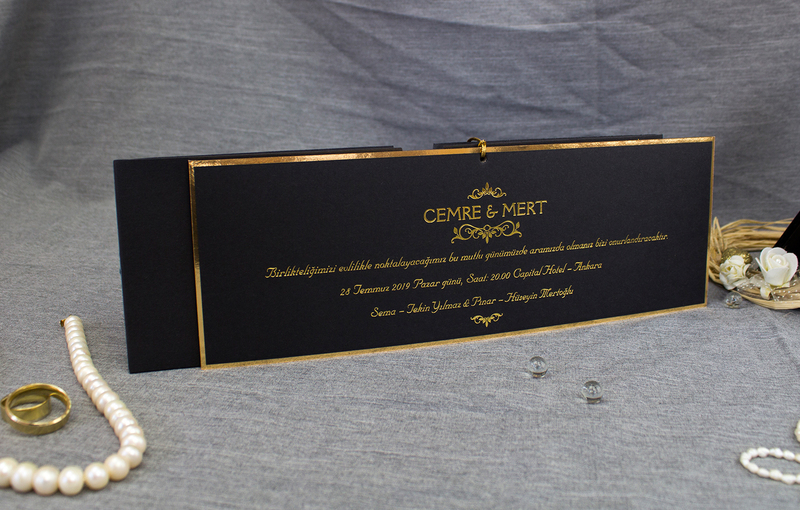 CEMRE & MERT
Birlikteliğimizi evlilikle noktalayacağımız bu mutlu günümüzde aramızda olmanız bizi onurlandıracaktır.
28 Temmuz 2019 Pazar günü, Saat: 20.00 Capital Hotel – Ankara
Sema – Tekin Yılmaz & Pınar – Hüseyin Mertoğlu